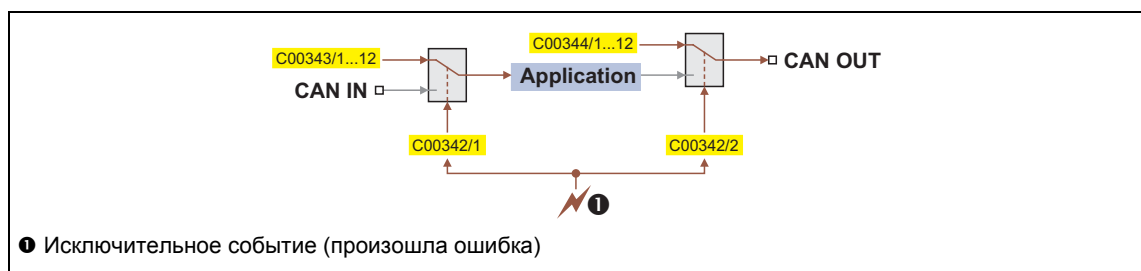 C00344/1...12
C00343/1...12
CAN OUT
Application
CAN IN
C00342/1
C00342/2
❶
❶ Исключительное событие (произошла ошибка)